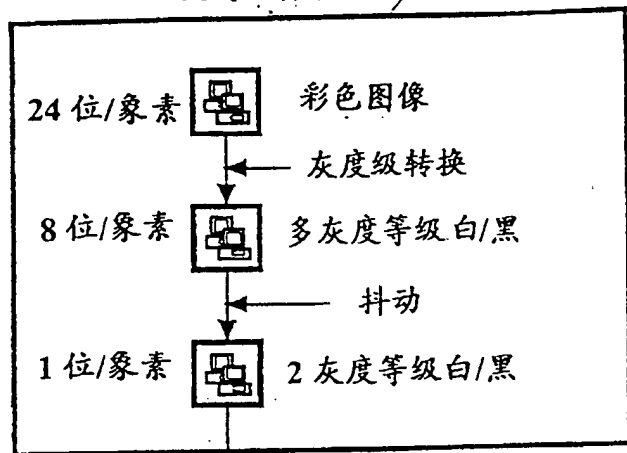 24 位/象素 彩色图像
灰度级转换
8 位/象素 多灰度等级白/黑
抖动
1 位/象素 2 灰度等级白/黑